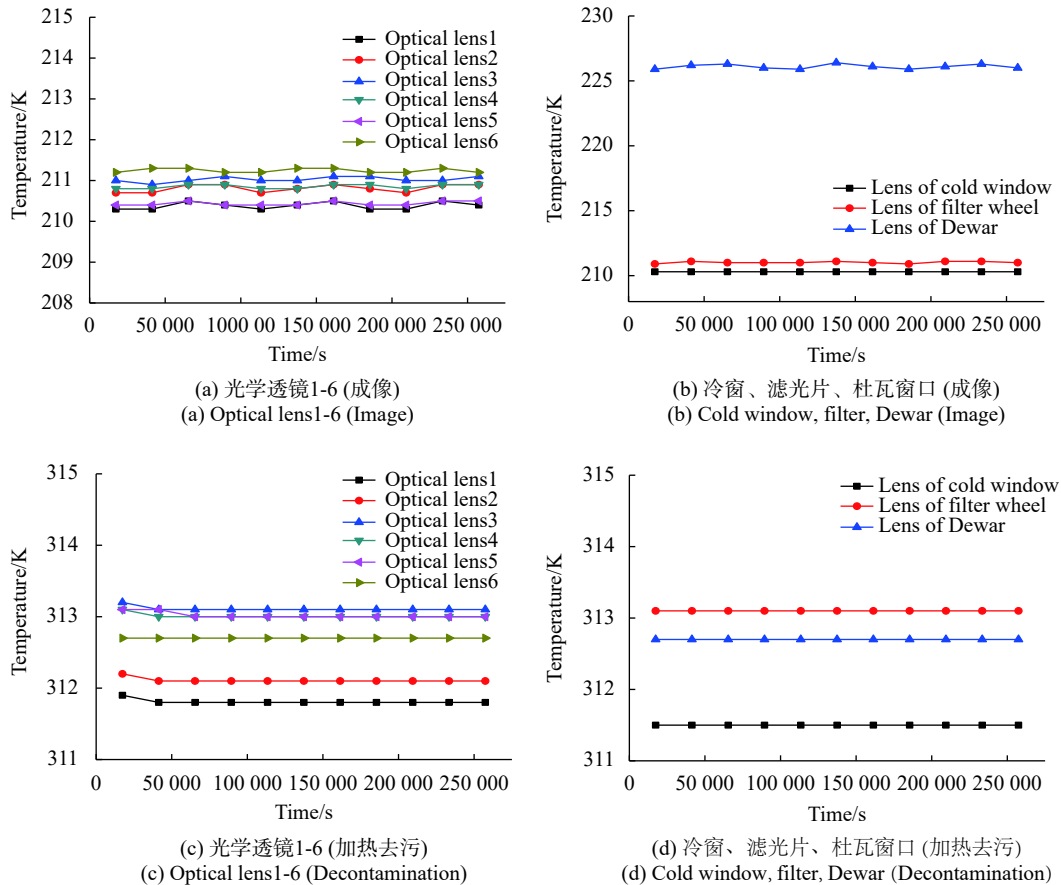 215
214
213
212
211
210
209
208
Temperature/K
Optical lens1
Optical lens2
Optical lens3
Optical lens4
Optical lens5
Optical lens6
0 50 000 1000 00 150 000 200 000 250 000
Time/s
(a) 光学透镜1-6 (成像)
(a) Optical lens1-6 (Image)
230
225
220
215
210
Temperature/K
Lens of cold window
Lens of filter wheel
Lens of Dewar
0 50 000 100 000 150 000 200 000 250 000
Time/s
(b) 冷窗、滤光片、杜瓦窗口 (成像)
(b) Cold window, filter, Dewar (Image)
315
314
313
312
311
Temperature/K
Optical lens1
Optical lens2
Optical lens3
Optical lens4
Optical lens5
Optical lens6
0 50 000 100 000 150 000 200 000 250 000
Time/s
(c) 光学透镜1-6 (加热去污)
(c) Optical lens1-6 (Decontamination)
315
314
313
312
311
Temperature/K
Lens of cold window
Lens of filter wheel
Lens of Dewar
0 50 000 100 000 150 000 200 000 250 000
Time/s
(d) 冷窗、滤光片、杜瓦窗口 (加热去污)
(d) Cold window, filter, Dewar (Decontamination)